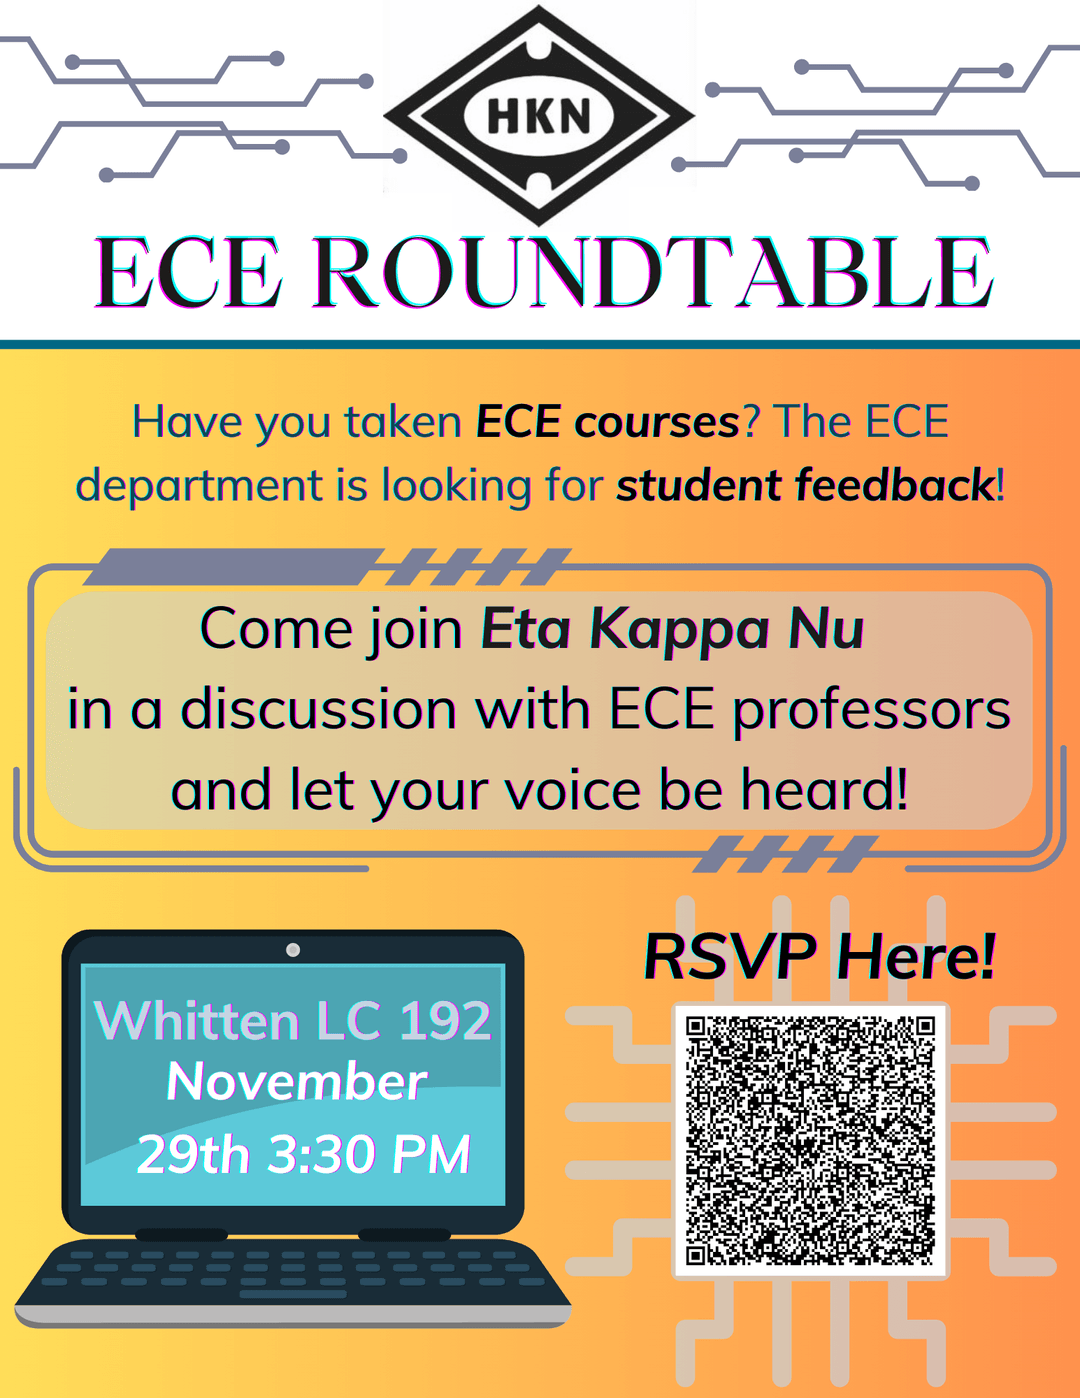 HKN
ECE ROUNDTABLE
Have you taken ECE courses? The ECE
department is looking for student feedback!
Come join Eta Kappa Nu
in a discussion with ECE professors
and let your voice be heard!
RSVP Here!
Whitten LC 192
November
29th 3:30 PM